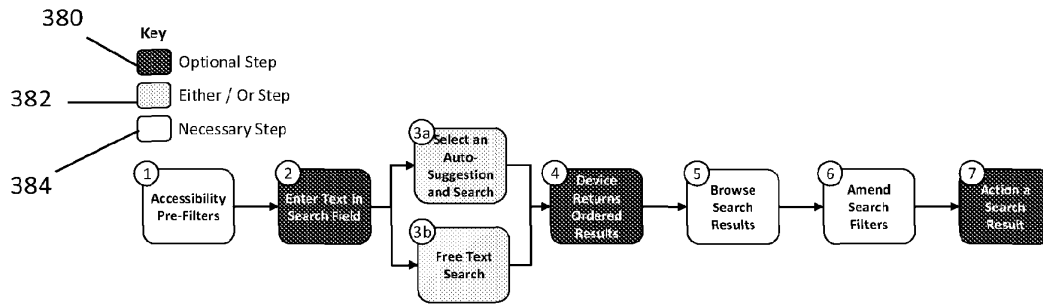 380
Key
Optional Step
382
Either / Or Step
Necessary Step
384
1
Accessibility
Pre-Filters
2
Enter Text in
Search Field
3a
Select an
Auto-
Suggestion
and Search
3b
Free Text
Search
4
Device
Returns
Ordered
Results
5
Browse
Search
Results
6
Amend
Search
Filters
7
Action a
Search
Result